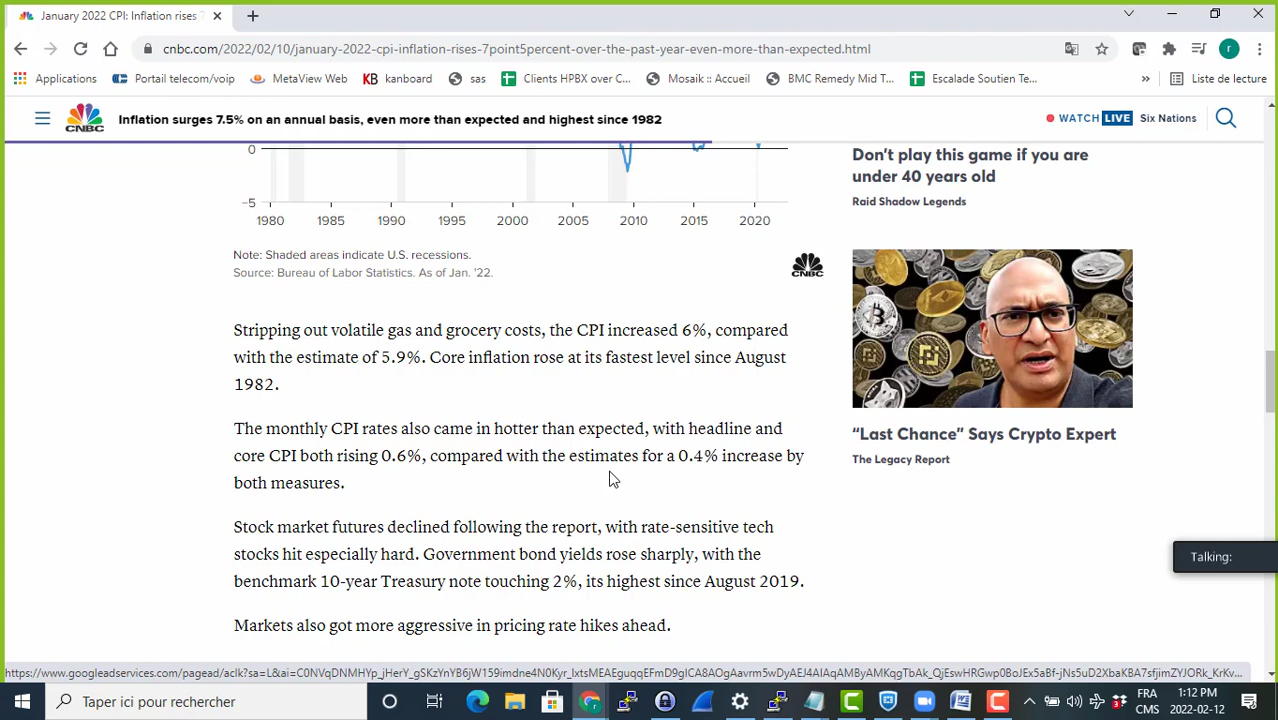 January 2022 CPI: Inflation rises 7
cnbc.com/2022/02/10/january-2022-cpi-inflation-rises-7point5percent-over-the-past-year-even-more-than-expected.html
r
Applications
Portail telecom/voip
MetaView Web
KB kanboard
sas
Clients HPBX over C...
Mosaik :: Accueil
BMC Remedy Mid T...
Escalade Soutien Te...
»
Liste de lecture
CNBC
Inflation surges 7.5% on an annual basis, even more than expected and highest since 1982
WATCH LIVE Six Nations
0
−5
1980 1985 1990 1995 2000 2005 2010 2015 2020
Note: Shaded areas indicate U.S. recessions.
Source: Bureau of Labor Statistics. As of Jan. '22.
CNBC
Stripping out volatile gas and grocery costs, the CPI increased 6%, compared
with the estimate of 5.9%. Core inflation rose at its fastest level since August
1982.
The monthly CPI rates also came in hotter than expected, with headline and
core CPI both rising 0.6%, compared with the estimates for a 0.4% increase by
both measures.
Stock market futures declined following the report, with rate-sensitive tech
stocks hit especially hard. Government bond yields rose sharply, with the
benchmark 10-year Treasury note touching 2%, its highest since August 2019.
Markets also got more aggressive in pricing rate hikes ahead.
Don't play this game if you are
under 40 years old
Raid Shadow Legends
"Last Chance" Says Crypto Expert
The Legacy Report
Talking:
Taper ici pour rechercher
FRA
CMS
1:12 PM
2022-02-12